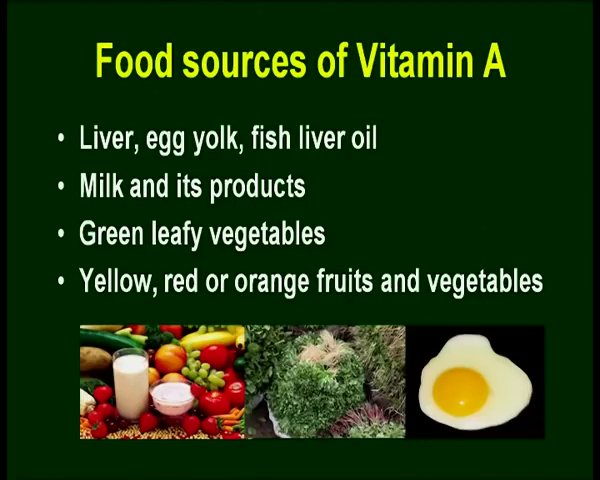 Food sources of Vitamin A
• Liver, egg yolk, fish liver oil
• Milk and its products
• Green leafy vegetables
• Yellow, red or orange fruits and vegetables